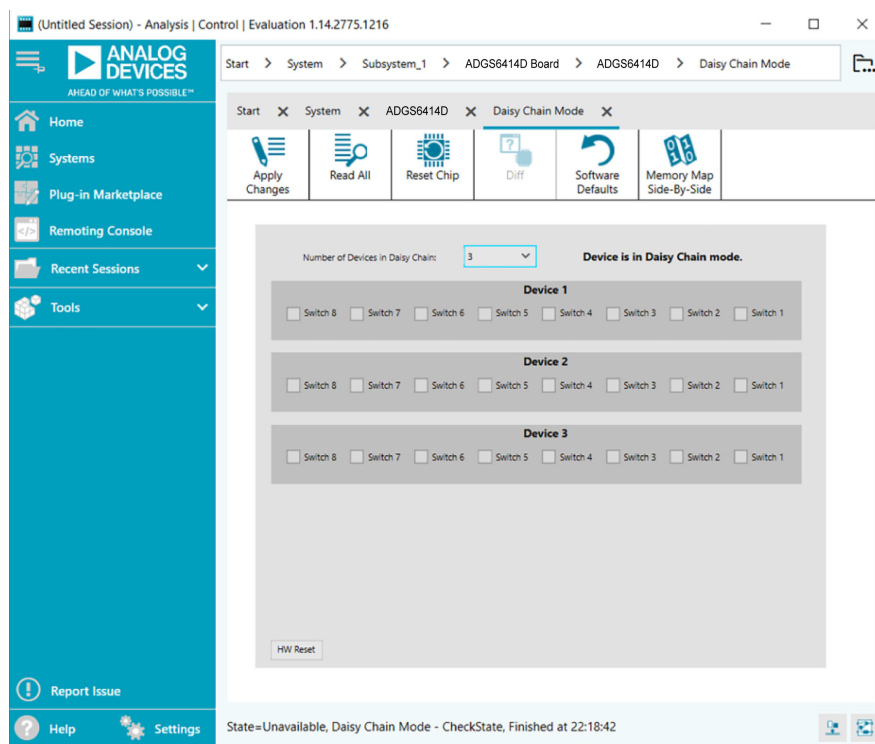 (Untitled Session) - Analysis | Control | Evaluation 1.14.2775.1216
ANALOG
DEVICES
AHEAD OF WHAT'S POSSIBLE™
Home
Systems
Plug-in Marketplace
Remoting Console
Recent Sessions
Tools
Report Issue
Help Settings
Start > System > Subsystem_1 > ADGS6414D Board > ADGS6414D > Daisy Chain Mode
Start System ADGS6414D Daisy Chain Mode
Apply Changes
Read All
Reset Chip
Diff
Software Defaults
Memory Map Side-By-Side
Number of Devices in Daisy Chain: 3 Device is in Daisy Chain mode.
Device 1
Switch 8 Switch 7 Switch 6 Switch 5 Switch 4 Switch 3 Switch 2 Switch 1
Device 2
Switch 8 Switch 7 Switch 6 Switch 5 Switch 4 Switch 3 Switch 2 Switch 1
Device 3
Switch 8 Switch 7 Switch 6 Switch 5 Switch 4 Switch 3 Switch 2 Switch 1
HW Reset
State=Unavailable, Daisy Chain Mode - CheckState, Finished at 22:18:42